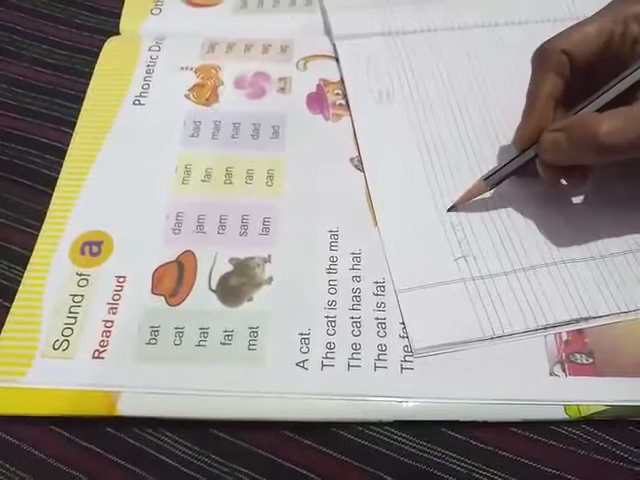 Sound of a
Read aloud
bat
cat
hat
fat
mat
dam
jam
ram
sam
lam
man
fan
pan
ran
can
bad
mad
had
dad
lad
Phonetic
A cat.
The cat is on the mat.
The cat has a hat.
The cat is fat.
The